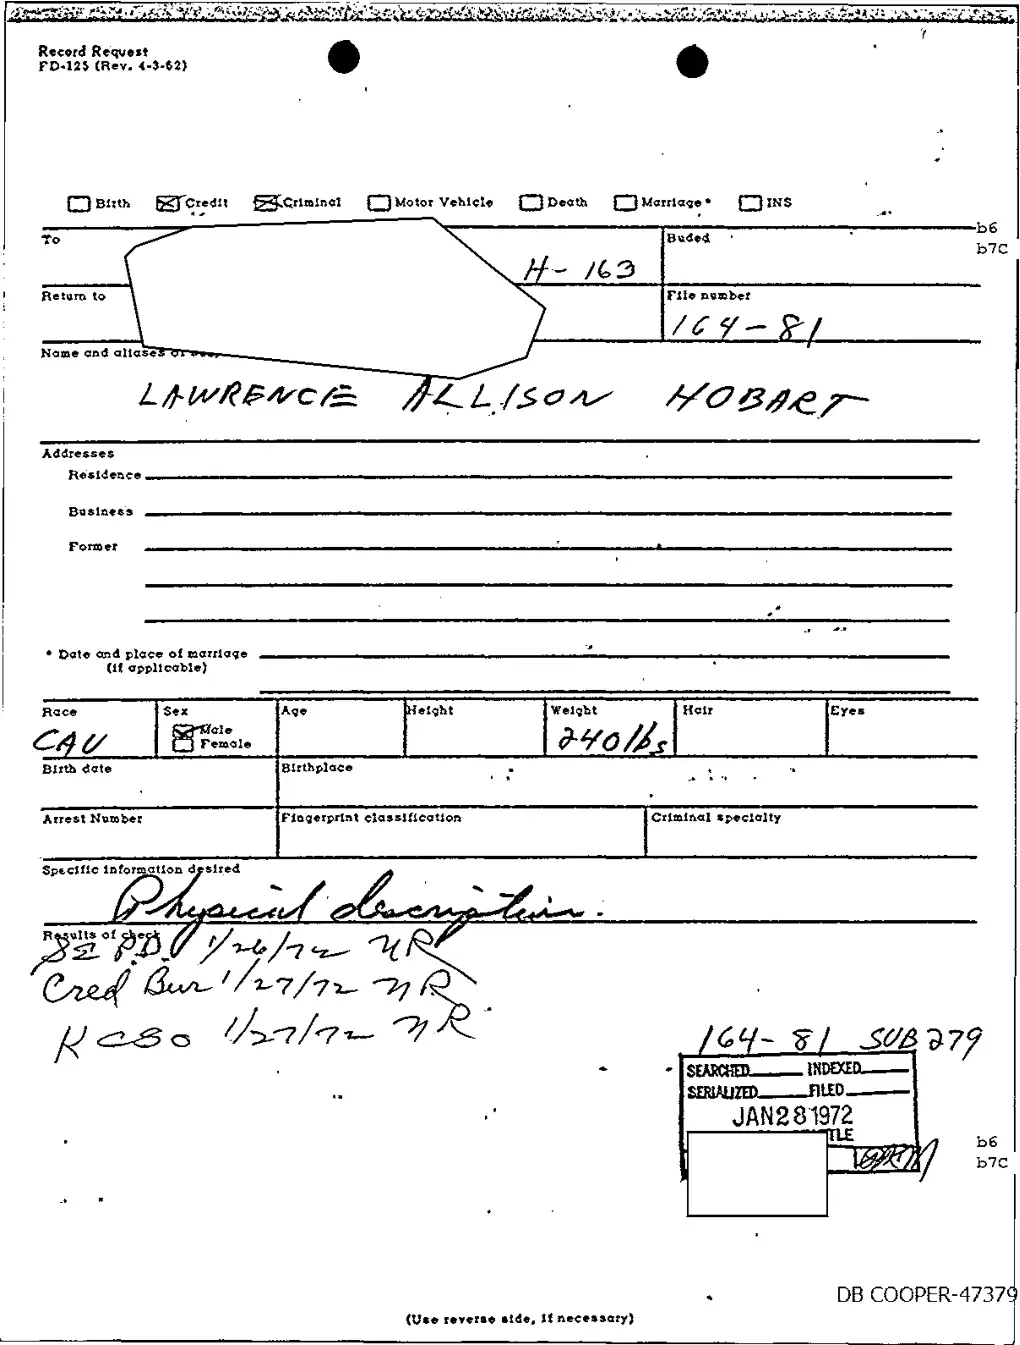 Record Request
FD-125 (Rev. 4-3-62)
Birth Credit Criminal Motor Vehicle Death Marriage* INS
b6
b7C
To
H-163
Buded
Return to
File number
164-81
Name and aliases of
LAWRENCE ALLISON HOBART
Addresses
Residence
Business
Former
* Date and place of marriage
(if applicable)
Race Sex Age Height Weight Hair Eyes
CAU Male 240 lbs
Female
Birth date Birthplace
Arrest Number Fingerprint classification Criminal specialty
Specific information desired
Physical description.
Results of check
SE P.D. 1/26/72 NR
Cred Bur 1/27/72 NR
KCSO 1/27/72 NR
164-81 SUB 279
SEARCHED INDEXED
SERIALIZED FILED
JAN 28 1972
TLE
b6
b7C
DB COOPER-47379
(Use reverse side, if necessary)